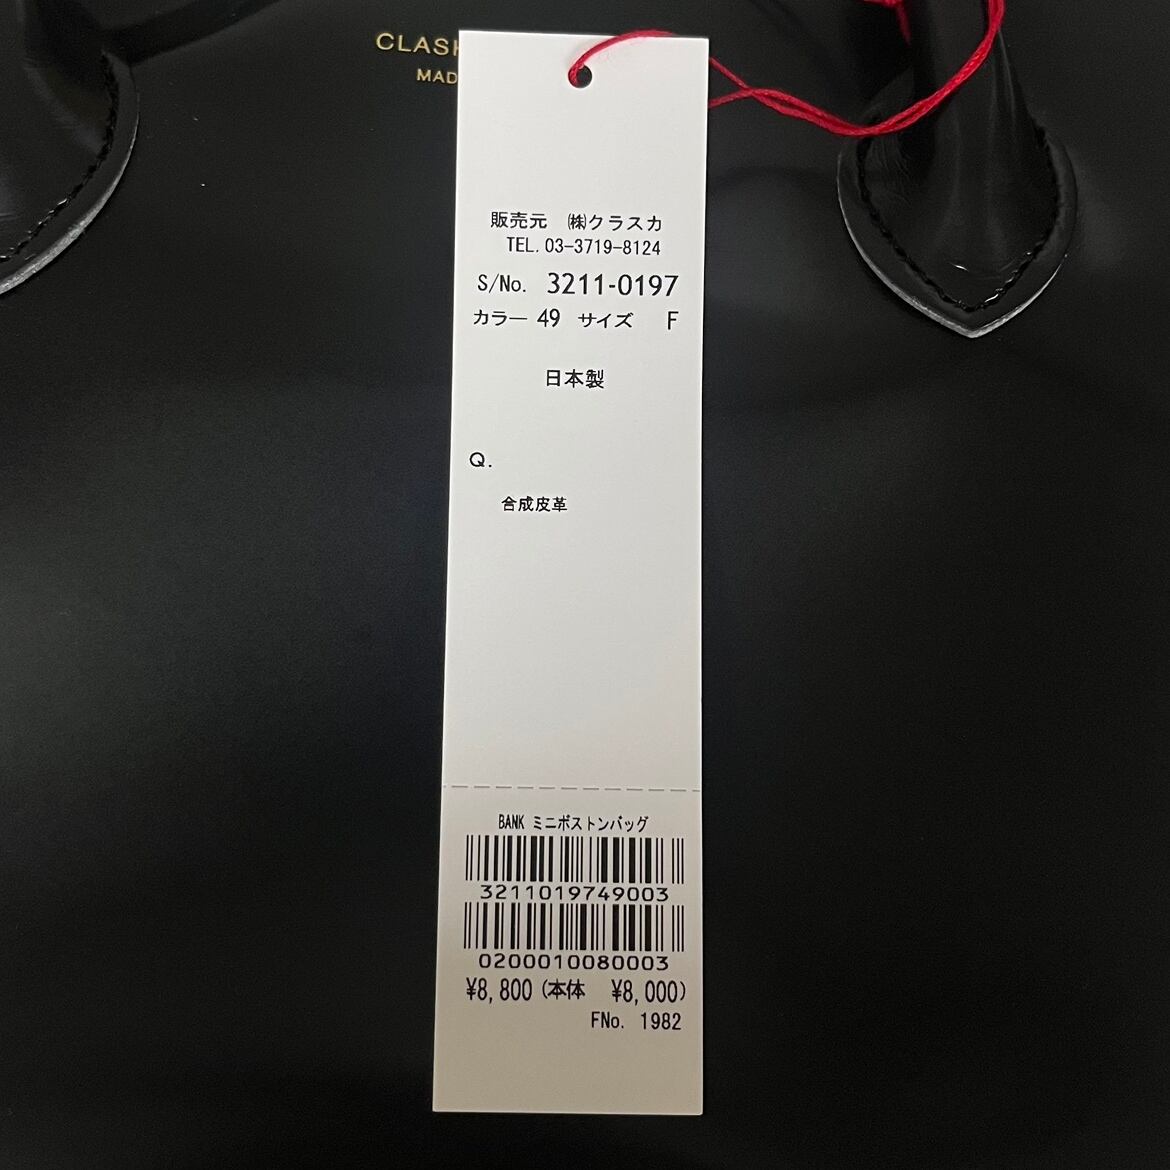 販売元 ㈱クラスカ
TEL. 03-3719-8124
S/No. 3211-0197
カラー 49 サイズ F
日本製
Q.
合成皮革
BANK ミニボストンバッグ
3211019749003
0200010080003
¥8,800 (本体 ¥8,000)
FNo. 1982